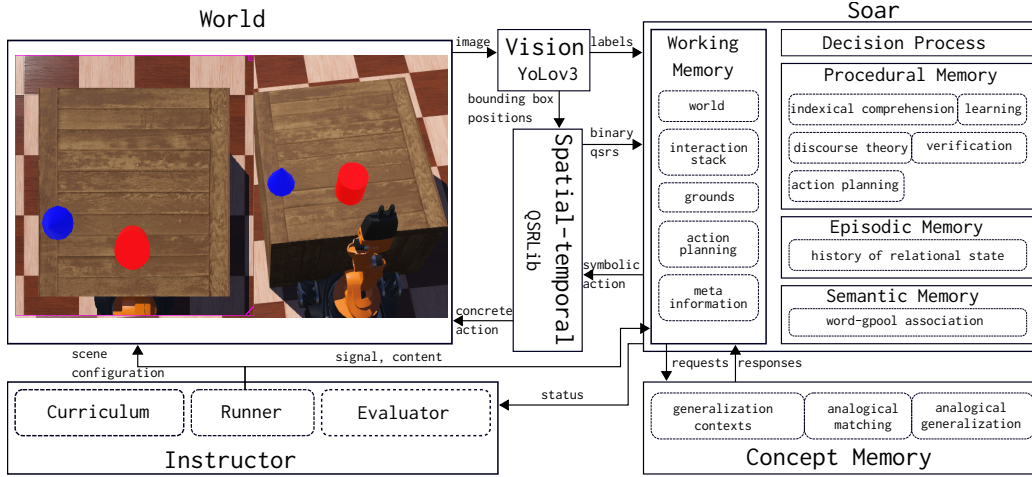 World
Soar
image
Vision
YoLov3
labels
bounding box
positions
Spatial-temporal
QSRLib
binary
qsrs
symbolic
action
concrete
action
Working
Memory
world
interaction
stack
grounds
action
planning
meta
information
Decision Process
Procedural Memory
indexical comprehension
learning
discourse theory
verification
action planning
Episodic Memory
history of relational state
Semantic Memory
word-gpool association
scene
configuration
signal, content
status
requests
responses
Curriculum
Runner
Evaluator
Instructor
generalization
contexts
analogical
matching
analogical
generalization
Concept Memory